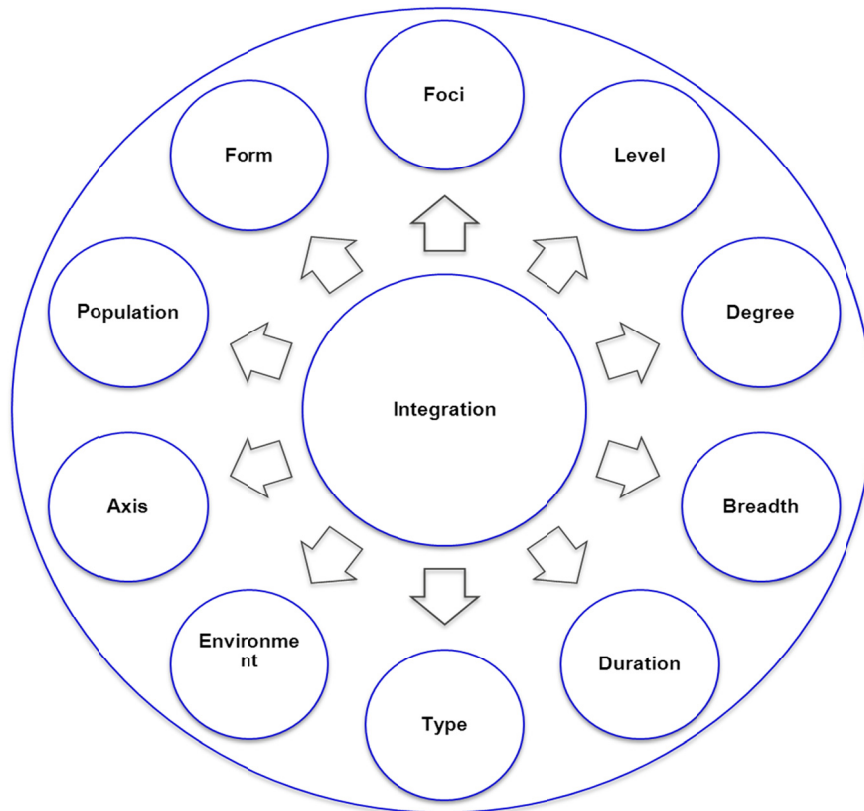 Foci
Form
Level
Population
Degree
Integration
Axis
Breadth
Environme
nt
Duration
Type